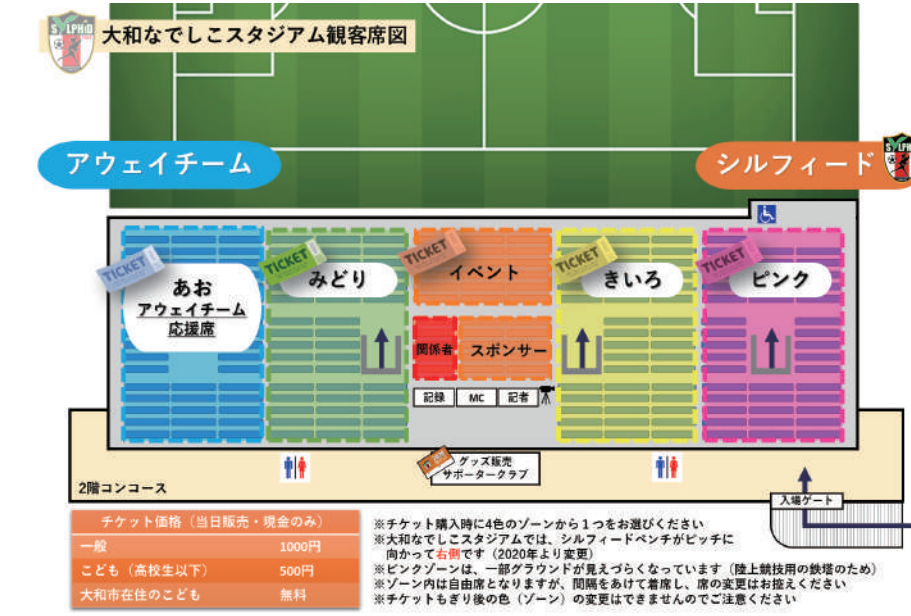 SYLPHID
大和なでしこスタジアム観客席図
アウェイチーム
シルフィード
TICKET
TICKET
TICKET
TICKET
TICKET
あお
アウェイチーム
応援席
みどり
イベント
きいろ
ピンク
関係者
スポンサー
記録
MC
記者
グッズ販売
サポータークラブ
2階コンコース
入場ゲート
チケット価格（当日販売・現金のみ）
一般 1000円
こども（高校生以下） 500円
大和市在住のこども 無料
※チケット購入時に4色のゾーンから１つをお選びください
※大和なでしこスタジアムでは、シルフィードベンチがピッチに
向かって右側です（2020年より変更）
※ピンクゾーンは、一部グラウンドが見えづらくなっています（陸上競技用の鉄塔のため）
※ゾーン内は自由席となりますが、間隔をあけて着席し、席の変更はお控えください
※チケットもぎり後の色（ゾーン）の変更はできませんのでご注意ください